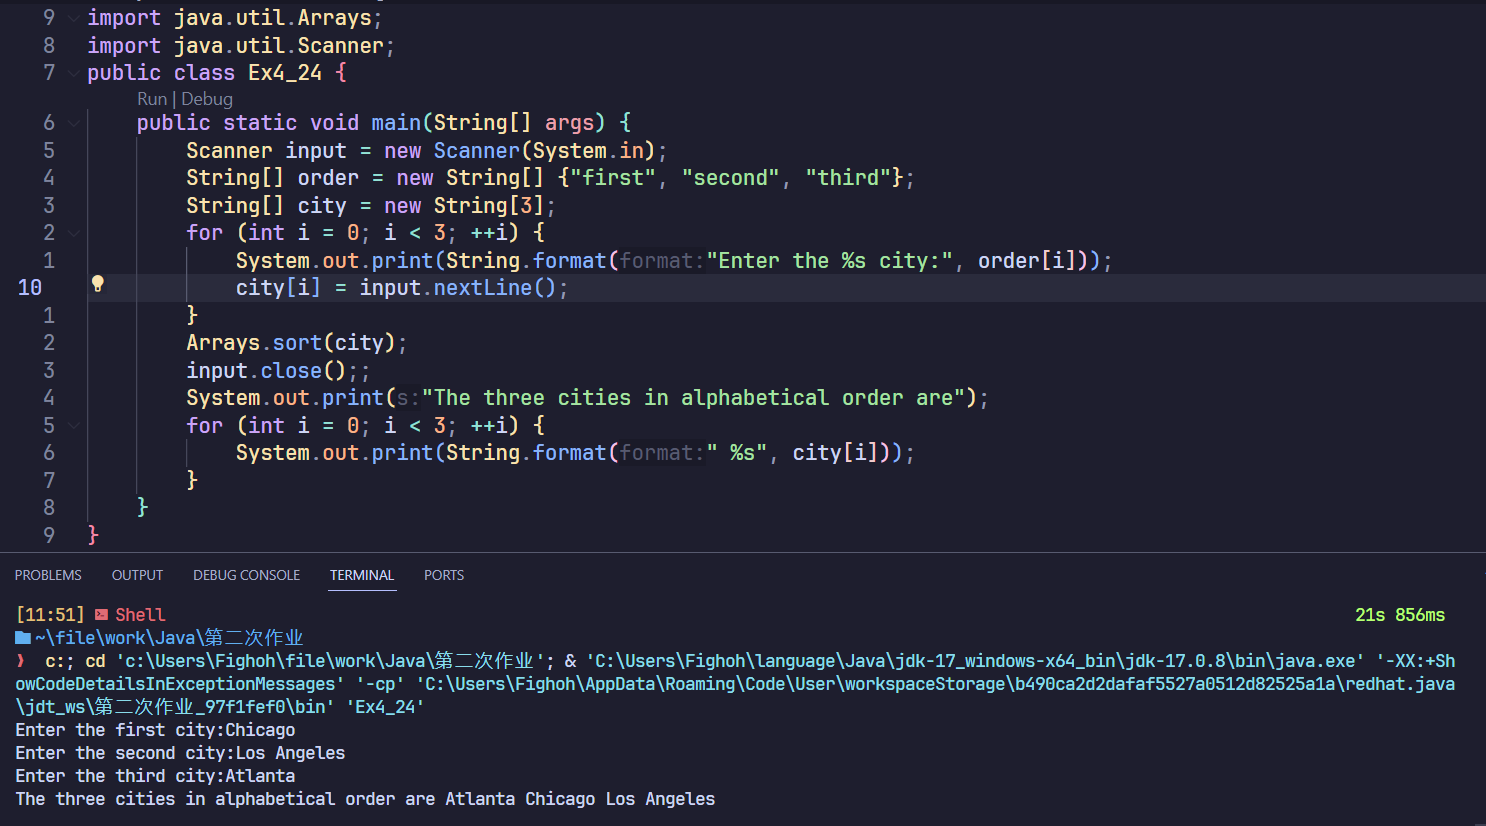 9 import java.util.Arrays;
8 import java.util.Scanner;
7 public class Ex4_24 {
Run | Debug
6 public static void main(String[] args) {
5 Scanner input = new Scanner(System.in);
4 String[] order = new String[] {"first", "second", "third"};
3 String[] city = new String[3];
2 for (int i = 0; i < 3; ++i) {
1 System.out.print(String.format(format:"Enter the %s city:", order[i]));
10 city[i] = input.nextLine();
1 }
2 Arrays.sort(city);
3 input.close();;
4 System.out.print(s:"The three cities in alphabetical order are");
5 for (int i = 0; i < 3; ++i) {
6 System.out.print(String.format(format:" %s", city[i]));
7 }
8 }
9 }
PROBLEMS OUTPUT DEBUG CONSOLE TERMINAL PORTS
[11:51] Shell 21s 856ms
~\file\work\Java\第二次作业
❯ c:; cd 'c:\Users\Fighoh\file\work\Java\第二次作业'; & 'C:\Users\Fighoh\language\Java\jdk-17_windows-x64_bin\jdk-17.0.8\bin\java.exe' '-XX:+Sh
owCodeDetailsInExceptionMessages' '-cp' 'C:\Users\Fighoh\AppData\Roaming\Code\User\workspaceStorage\b490ca2d2dafaf5527a0512d82525a1a\redhat.java
\jdt_ws\第二次作业_97f1fef0\bin' 'Ex4_24'
Enter the first city:Chicago
Enter the second city:Los Angeles
Enter the third city:Atlanta
The three cities in alphabetical order are Atlanta Chicago Los Angeles